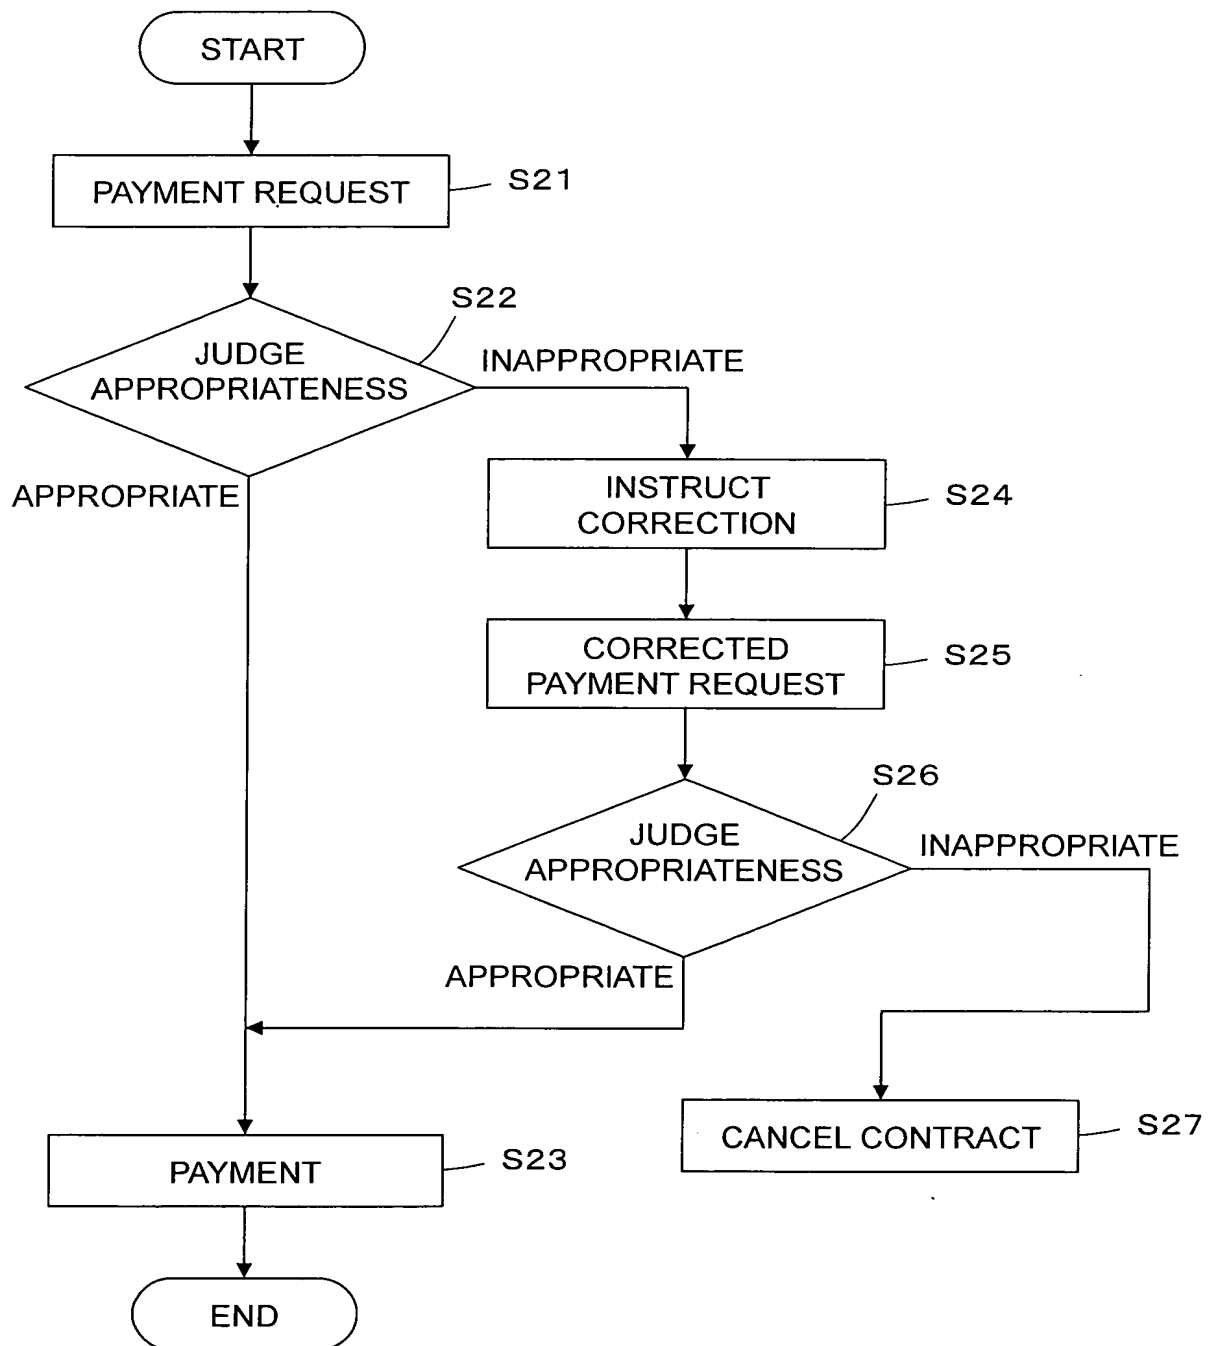 START
PAYMENT REQUEST
S21
S22
JUDGE
APPROPRIATENESS
INAPPROPRIATE
APPROPRIATE
INSTRUCT
CORRECTION
S24
CORRECTED
PAYMENT REQUEST
S25
S26
JUDGE
APPROPRIATENESS
INAPPROPRIATE
APPROPRIATE
CANCEL CONTRACT
S27
PAYMENT
S23
END